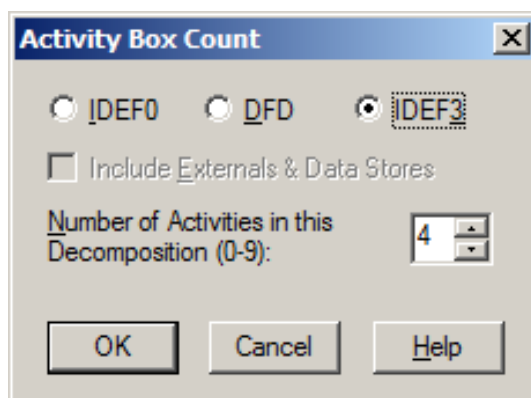 Activity Box Count
IDEF0 DFD IDEF3
Include Externals & Data Stores
Number of Activities in this
Decomposition (0-9):
4
OK Cancel Help